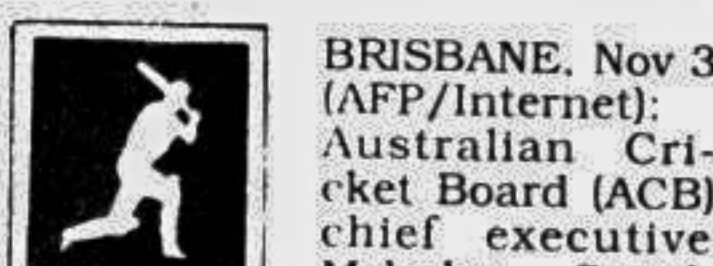 BRISBANE, Nov 3
(AFP/Internet):
Australian Cri-
cket Board (ACB)
chief executive